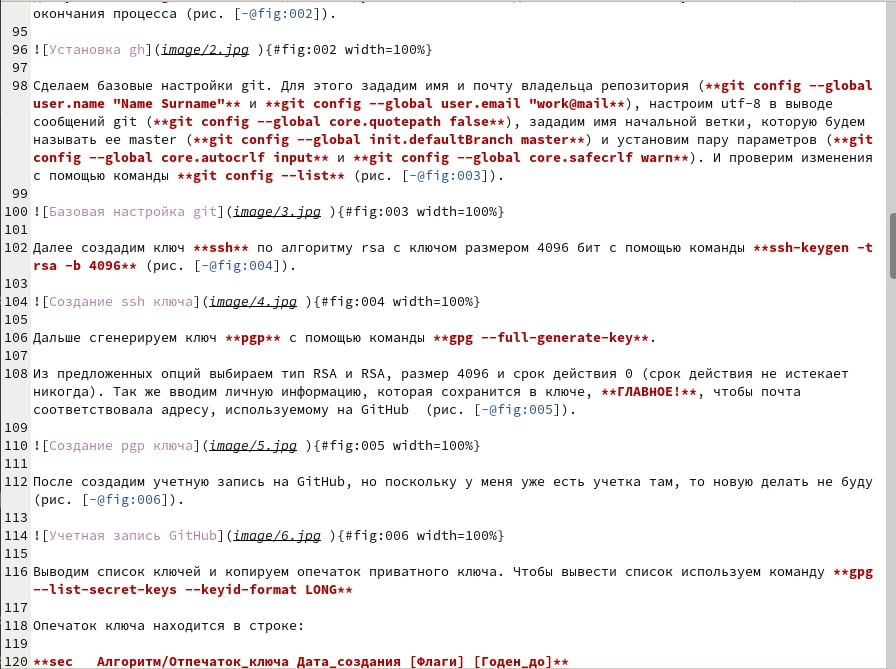 окончания процесса (рис. [-@fig:002]).
95
96 ![Установка gh](image/2.jpg ){#fig:002 width=100%}
97
98 Сделаем базовые настройки git. Для этого зададим имя и почту владельца репозитория (**git config --global
user.name "Name Surname"** и **git config --global user.email "work@mail**), настроим utf-8 в выводе
сообщений git (**git config --global core.quotepath false**), зададим имя начальной ветки, которую будем
называть ее master (**git config --global init.defaultBranch master**) и установим пару параметров (**git
config --global core.autocrlf input** и **git config --global core.safecrlf warn**). И проверим изменения
с помощью команды **git config --list** (рис. [-@fig:003]).
99
100 ![Базовая настройка git](image/3.jpg ){#fig:003 width=100%}
101
102 Далее создадим ключ **ssh** по алгоритму rsa с ключом размером 4096 бит с помощью команды **ssh-keygen -t
rsa -b 4096** (рис. [-@fig:004]).
103
104 ![Создание ssh ключа](image/4.jpg ){#fig:004 width=100%}
105
106 Дальше сгенерируем ключ **pgp** с помощью команды **gpg --full-generate-key**.
107
108 Из предложенных опций выбираем тип RSA и RSA, размер 4096 и срок действия 0 (срок действия не истекает
никогда). Так же вводим личную информацию, которая сохранится в ключе, **ГЛАВНОЕ!**, чтобы почта
соответствовала адресу, используемому на GitHub  (рис. [-@fig:005]).
109
110 ![Создание pgp ключа](image/5.jpg ){#fig:005 width=100%}
111
112 После создадим учетную запись на GitHub, но поскольку у меня уже есть учетка там, то новую делать не буду
(рис. [-@fig:006]).
113
114 ![Учетная запись GitHub](image/6.jpg ){#fig:006 width=100%}
115
116 Выводим список ключей и копируем опечаток приватного ключа. Чтобы вывести список используем команду **gpg
--list-secret-keys --keyid-format LONG**
117
118 Опечаток ключа находится в строке:
119
120 **sec   Алгоритм/Отпечаток_ключа Дата_создания [Флаги] [Годен_до]**